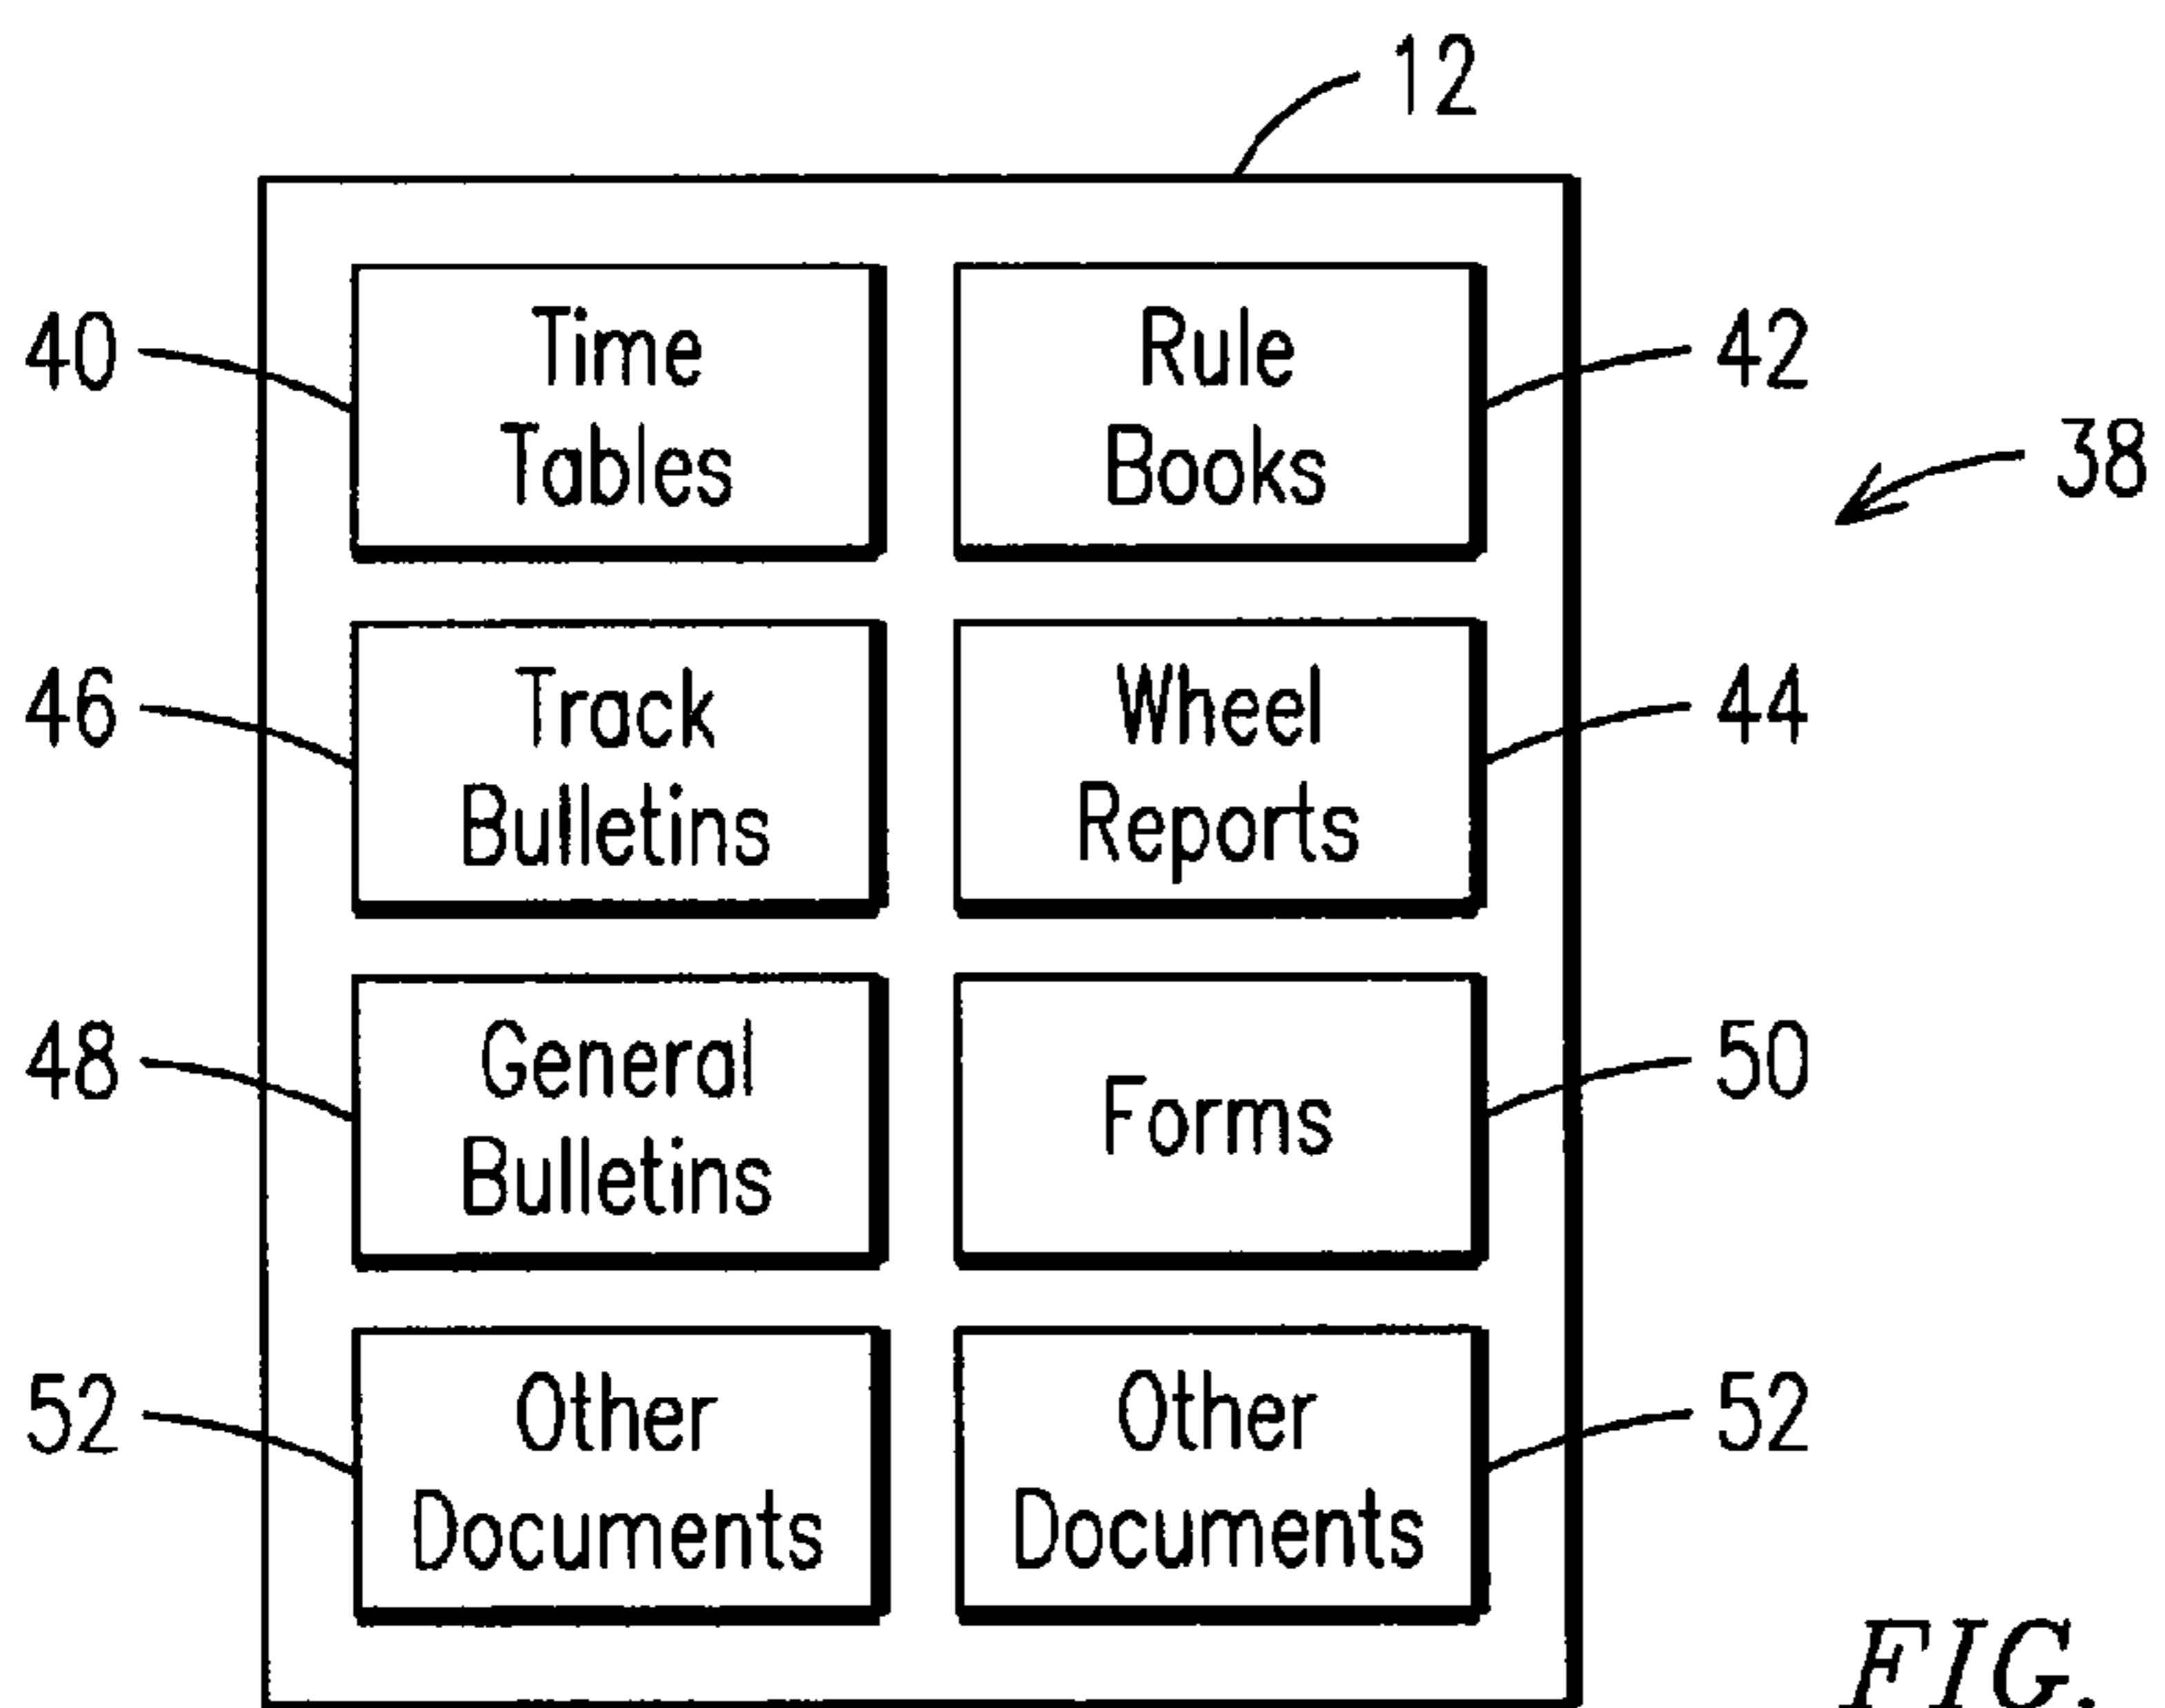 12
40
Time
Tables
Rule
Books
42
38
46
Track
Bulletins
Wheel
Reports
44
48
General
Bulletins
Forms
50
52
Other
Documents
Other
Documents
52
FIG.